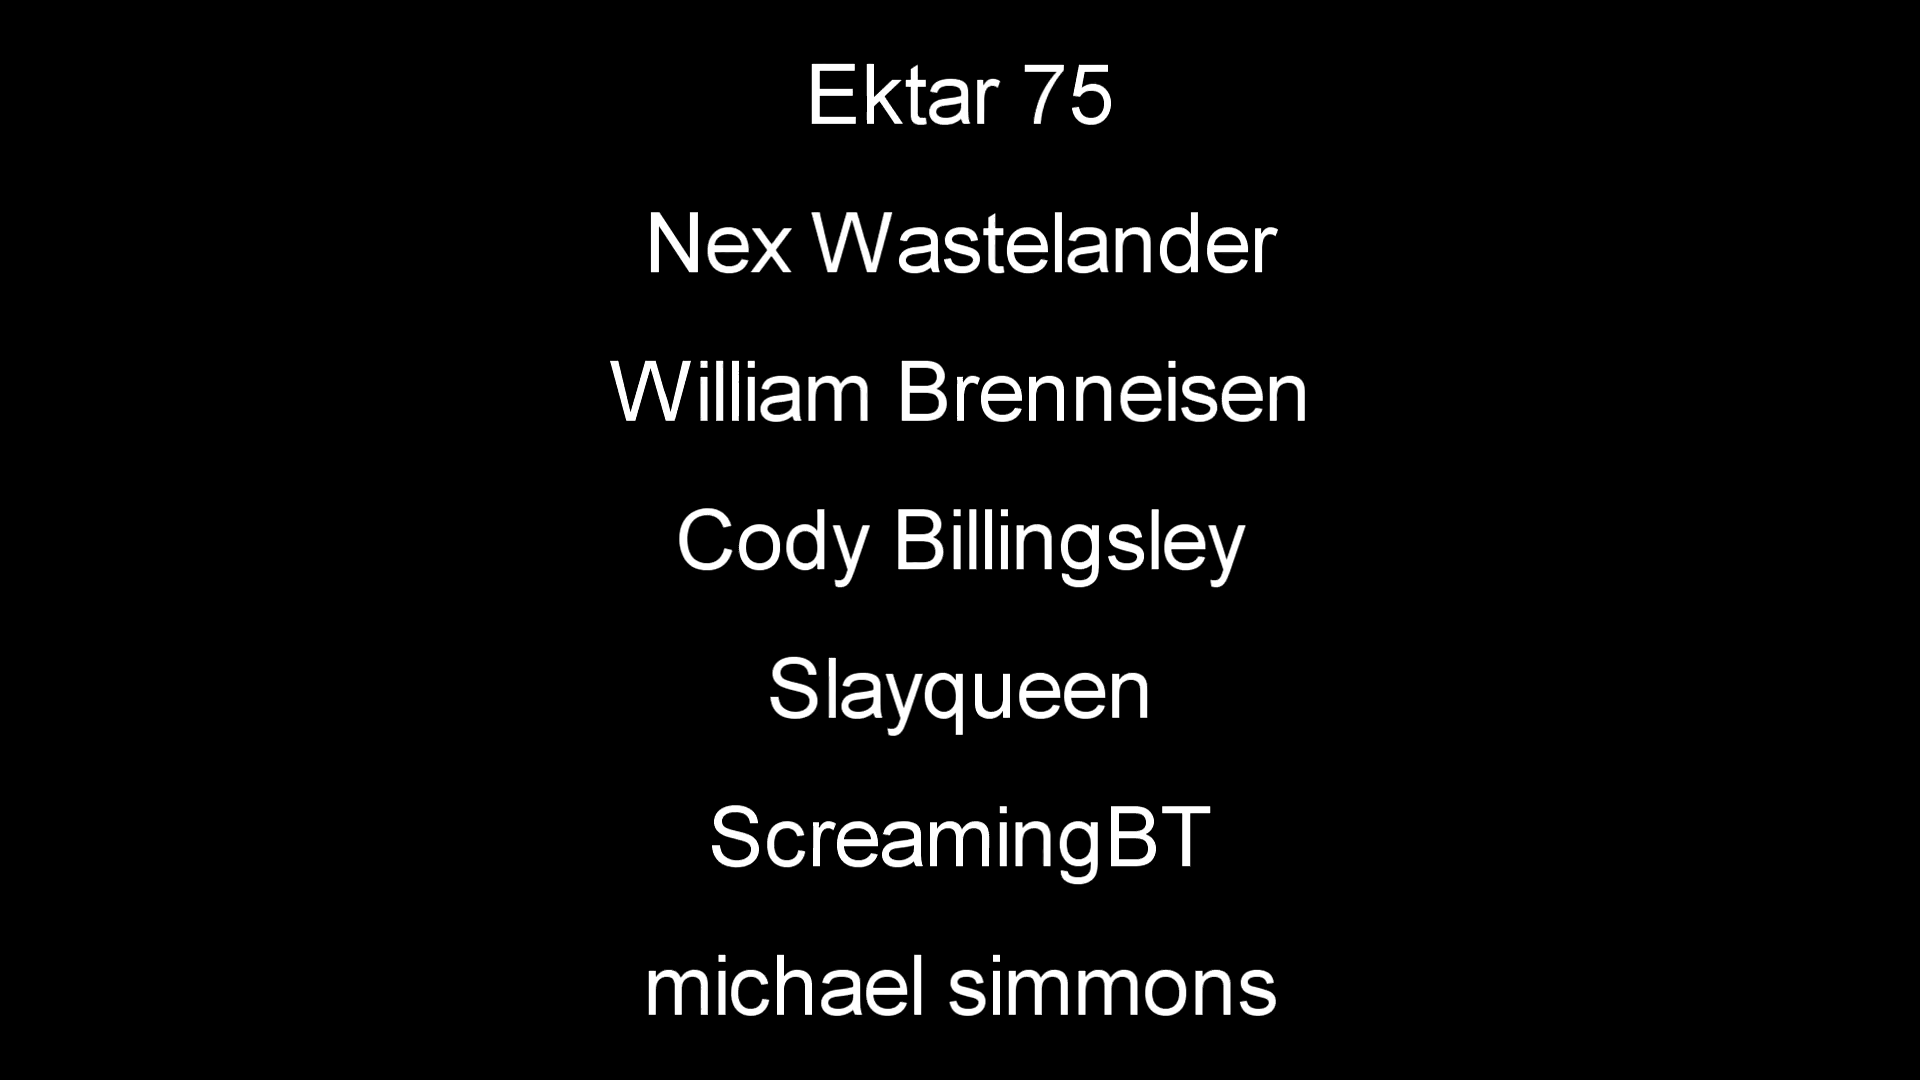 Ektar 75
Nex Wastelander
William Brenneisen
Cody Billingsley
Slayqueen
ScreamingBT
michael simmons